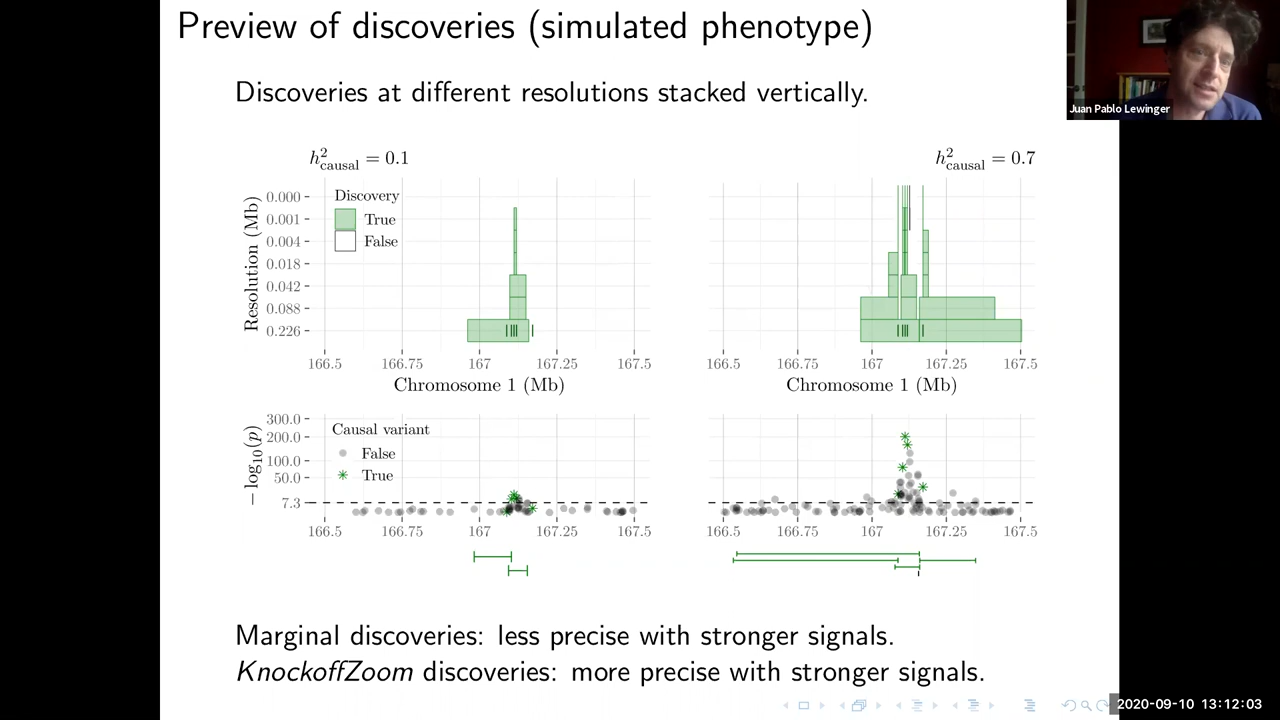 Preview of discoveries (simulated phenotype)
Juan Pablo Lewinger
Discoveries at different resolutions stacked vertically.
h²causal = 0.1
h²causal = 0.7
Resolution (Mb)
0.000
0.001
0.004
0.018
0.042
0.088
0.226
Discovery
True
False
166.5 166.75 167 167.25 167.5
166.5 166.75 167 167.25 167.5
Chromosome 1 (Mb)
Chromosome 1 (Mb)
− log₁₀(p)
300.0
200.0
100.0
50.0
7.3
Causal variant
False
True
166.5 166.75 167 167.25 167.5
166.5 166.75 167 167.25 167.5
Marginal discoveries: less precise with stronger signals.
KnockoffZoom discoveries: more precise with stronger signals.
2020-09-10 13:12:03